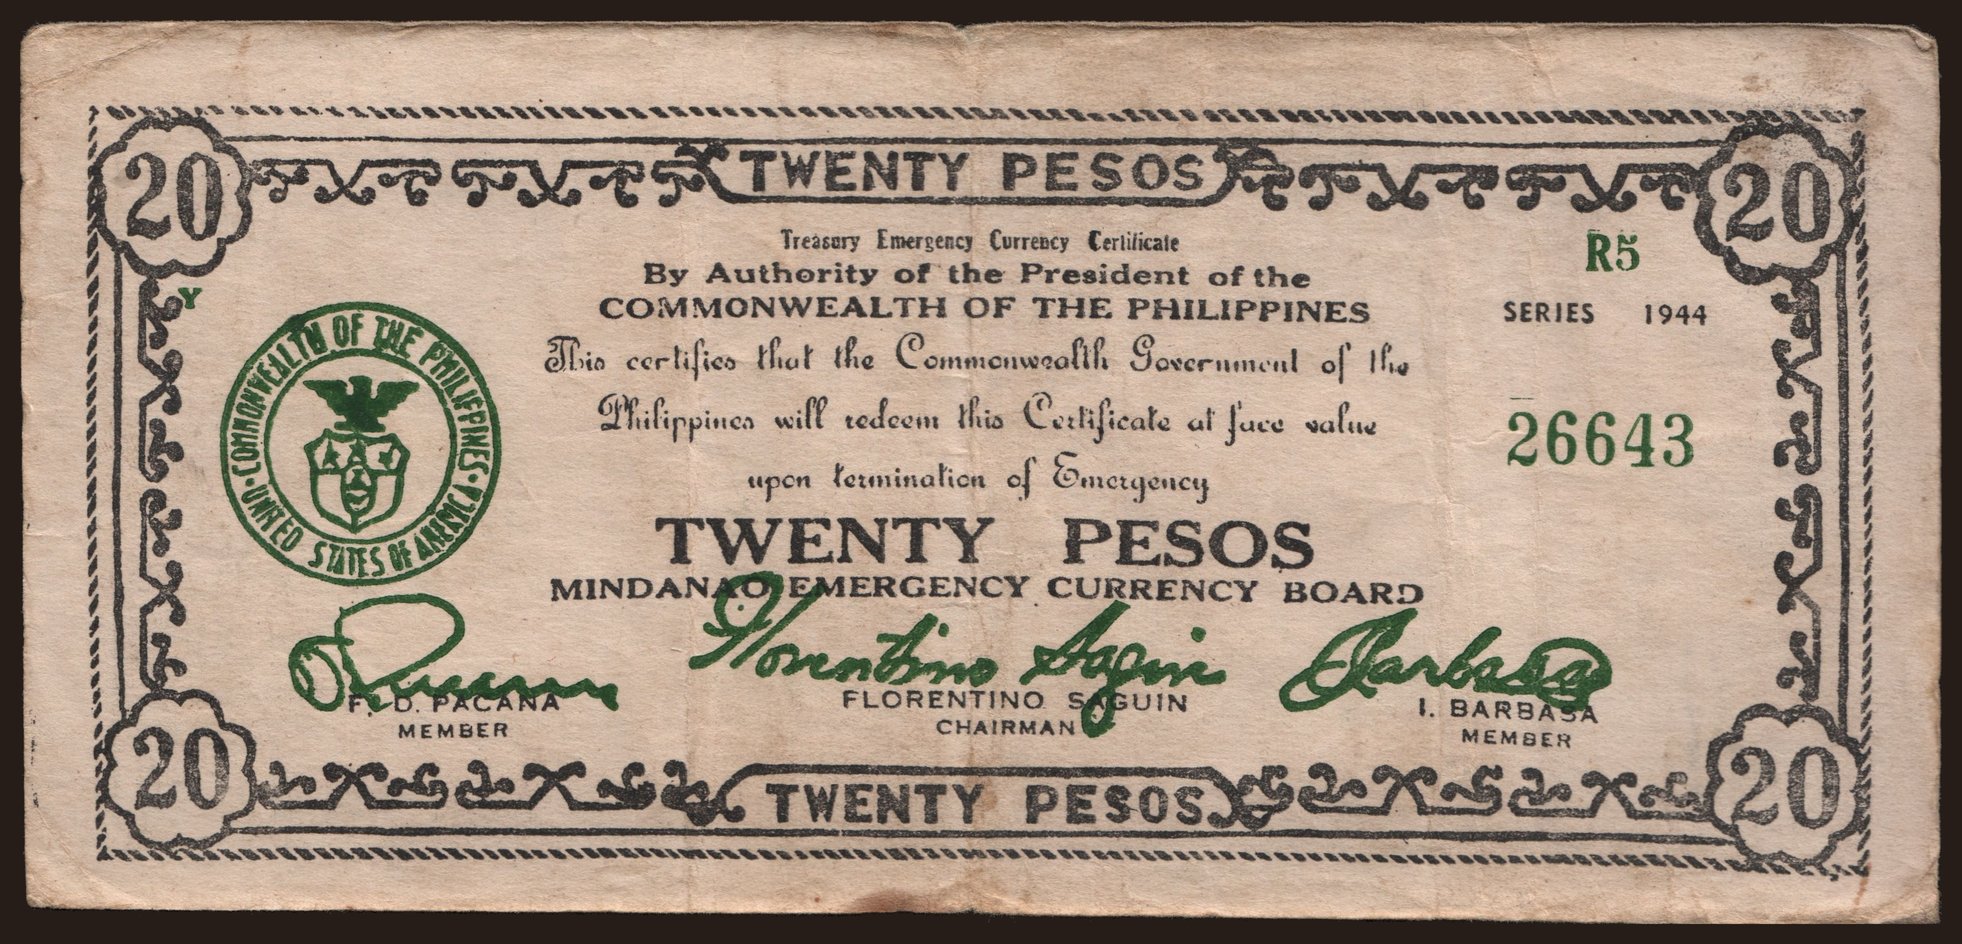 20 TWENTY PESOS 20
Treasury Emergency Currency Certificate
R5
By Authority of the President of the
Y
COMMONWEALTH OF THE PHILIPPINES
SERIES 1944
COMMONWEALTH OF THE PHILIPPINES · UNITED STATES OF AMERICA ·
This certifies that the Commonwealth Government of the
Philippines will redeem this Certificate at face value
26643
upon termination of Emergency
TWENTY PESOS
MINDANAO EMERGENCY CURRENCY BOARD
Florentino Saguin Barbasa
F. D. PACANA FLORENTINO SAGUIN I. BARBASA
MEMBER CHAIRMAN MEMBER
20 TWENTY PESOS 20